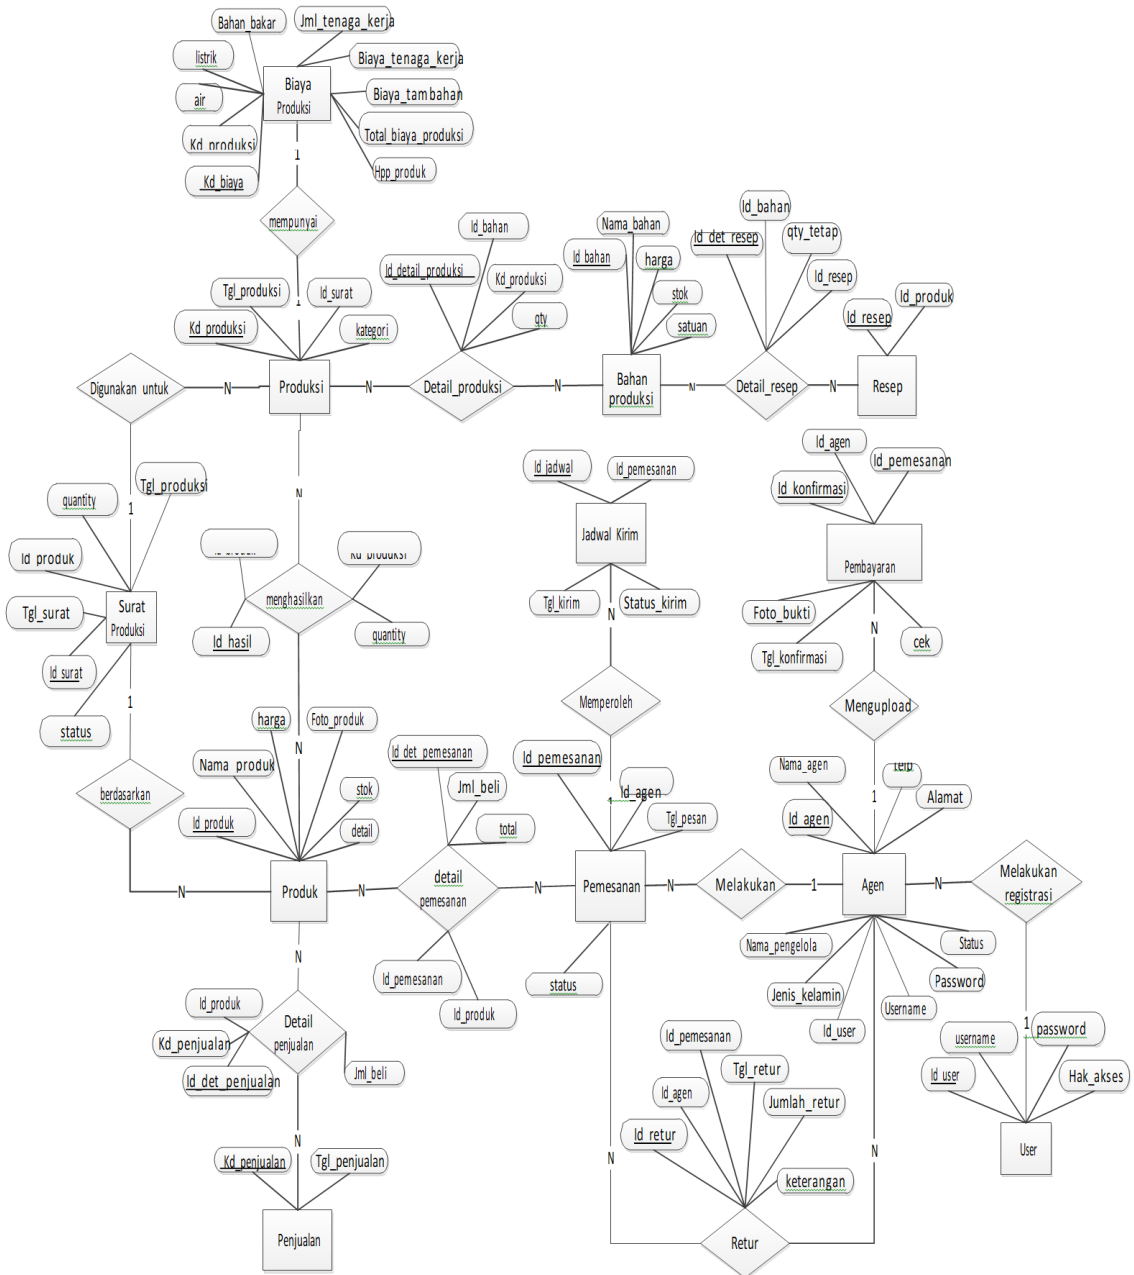 Bahan_bakar
Jml_tenaga_kerja
listrik
Biaya_tenaga_kerja
air
Biaya
Produksi
Biaya_tambahan
Kd_produksi
Total_biaya_produksi
Kd_biaya
1
Hpp_produk
mempunyai
Id_bahan
Nama_bahan
Id_bahan
Id_det_resep
qty_tetap
Id_detail_produksi
Kd_produksi
Id_bahan
harga
Id_resep
Tgl_produksi
Id_surat
1
stok
Id_produk
Kd_produksi
kategori
qty
satuan
Id_resep
Digunakan untuk
N
Produksi
N
Detail_produksi
N
Bahan
produksi
N
Detail_resep
N
Resep
Id_agen
Id_pemesanan
Tgl_produksi
Id_jadwal
Id_pemesanan
Id_konfirmasi
quantity
1
N
Id_produk
Jadwal Kirim
Pembayaran
Kd_produksi
Surat
Produksi
menghasilkan
Tgl_kirim
Status_kirim
Foto_bukti
N
cek
Tgl_surat
Id_hasil
quantity
N
Tgl_konfirmasi
Id_surat
status
1
Memperoleh
Mengupload
harga
Foto_produk
N
Id_det_pemesanan
Id_pemesanan
Nama_agen
telp
Nama_produk
Jml_beli
Id_agen
1
1
Alamat
berdasarkan
stok
Id_produk
detail
total
Tgl_pesan
Id_agen
N
Produk
N
detail
pemesanan
N
Pemesanan
N
Melakukan
1
Agen
N
Melakukan
registrasi
N
Id_pemesanan
status
Nama_pengelola
Status
Id_produk
Jenis_kelamin
Password
Id_produk
Username
Kd_penjualan
Detail
penjualan
Id_user
1
Id_det_penjualan
Jml_beli
Id_pemesanan
username
password
Tgl_retur
Id_user
Hak_akses
Id_agen
Jumlah_retur
N
Id_retur
User
Kd_penjualan
Tgl_penjualan
N
N
keterangan
Penjualan
Retur